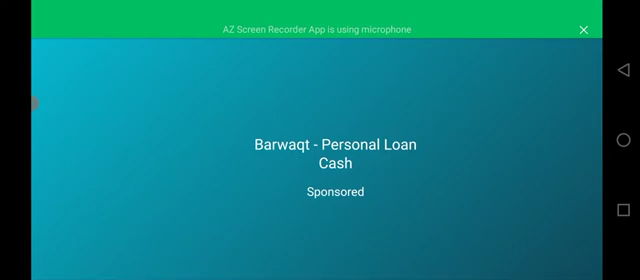 AZ Screen Recorder App is using microphone
Barwaqt - Personal Loan
Cash
Sponsored